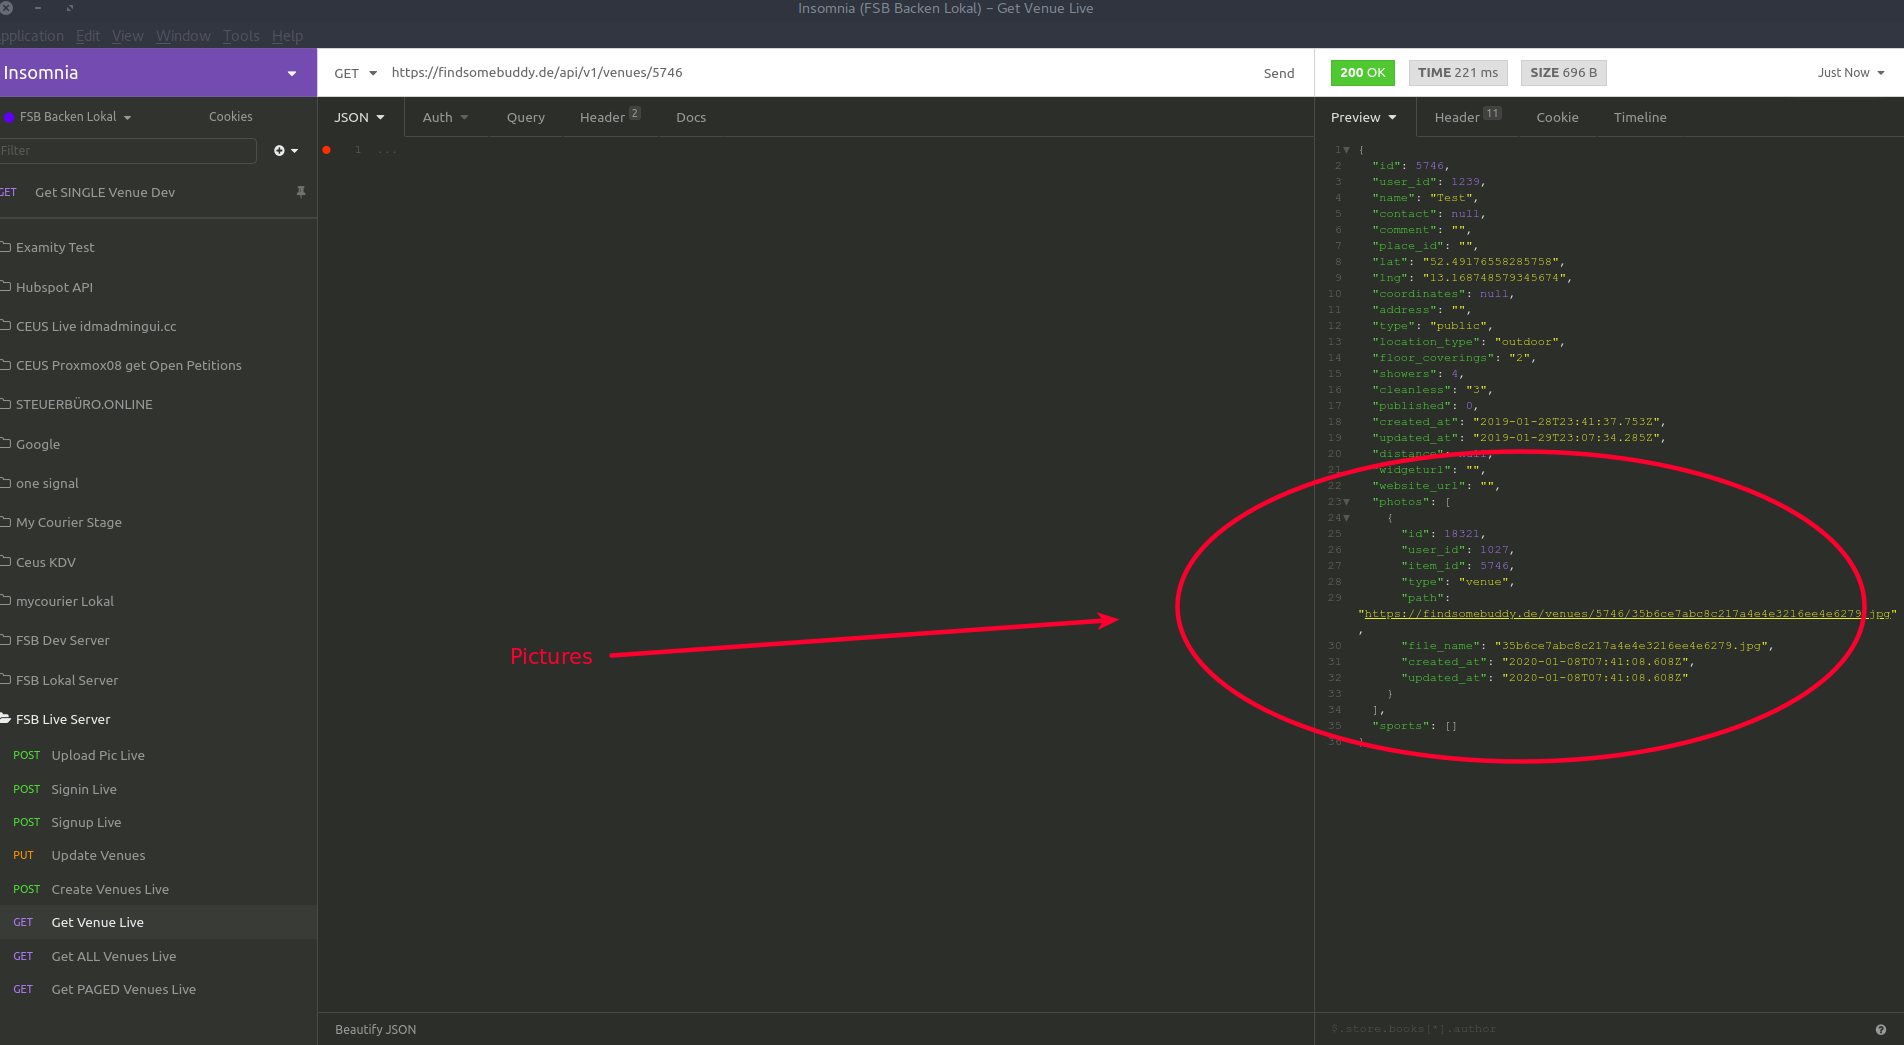 Insomnia (FSB Backen Lokal) – Get Venue Live
pplication Edit View Window Tools Help
Insomnia
GET https://findsomebuddy.de/api/v1/venues/5746 Send
200 OK TIME 221 ms SIZE 696 B Just Now
FSB Backen Lokal Cookies
JSON Auth Query Header 2 Docs
Preview Header 11 Cookie Timeline
Filter
GET Get SINGLE Venue Dev
Examity Test
Hubspot API
CEUS Live idmadmingui.cc
CEUS Proxmox08 get Open Petitions
STEUERBÜRO.ONLINE
Google
one signal
My Courier Stage
Ceus KDV
mycourier Lokal
FSB Dev Server
FSB Lokal Server
FSB Live Server
POST Upload Pic Live
POST Signin Live
POST Signup Live
PUT Update Venues
POST Create Venues Live
GET Get Venue Live
GET Get ALL Venues Live
GET Get PAGED Venues Live
1 ...
Pictures
Beautify JSON
1 {
2 "id": 5746,
3 "user_id": 1239,
4 "name": "Test",
5 "contact": null,
6 "comment": "",
7 "place_id": "",
8 "lat": "52.49176558285758",
9 "lng": "13.168748579345674",
10 "coordinates": null,
11 "address": "",
12 "type": "public",
13 "location_type": "outdoor",
14 "floor_coverings": "2",
15 "showers": 4,
16 "cleanless": "3",
17 "published": 0,
18 "created_at": "2019-01-28T23:41:37.753Z",
19 "updated_at": "2019-01-29T23:07:34.285Z",
20 "distance": null,
21 "widgeturl": "",
22 "website_url": "",
23 "photos": [
24 {
25 "id": 18321,
26 "user_id": 1027,
27 "item_id": 5746,
28 "type": "venue",
29 "path":
"https://findsomebuddy.de/venues/5746/35b6ce7abc8c217a4e4e3216ee4e6279.jpg"
,
30 "file_name": "35b6ce7abc8c217a4e4e3216ee4e6279.jpg",
31 "created_at": "2020-01-08T07:41:08.608Z",
32 "updated_at": "2020-01-08T07:41:08.608Z"
33 }
34 ],
35 "sports": []
36 }
$.store.books[*].author